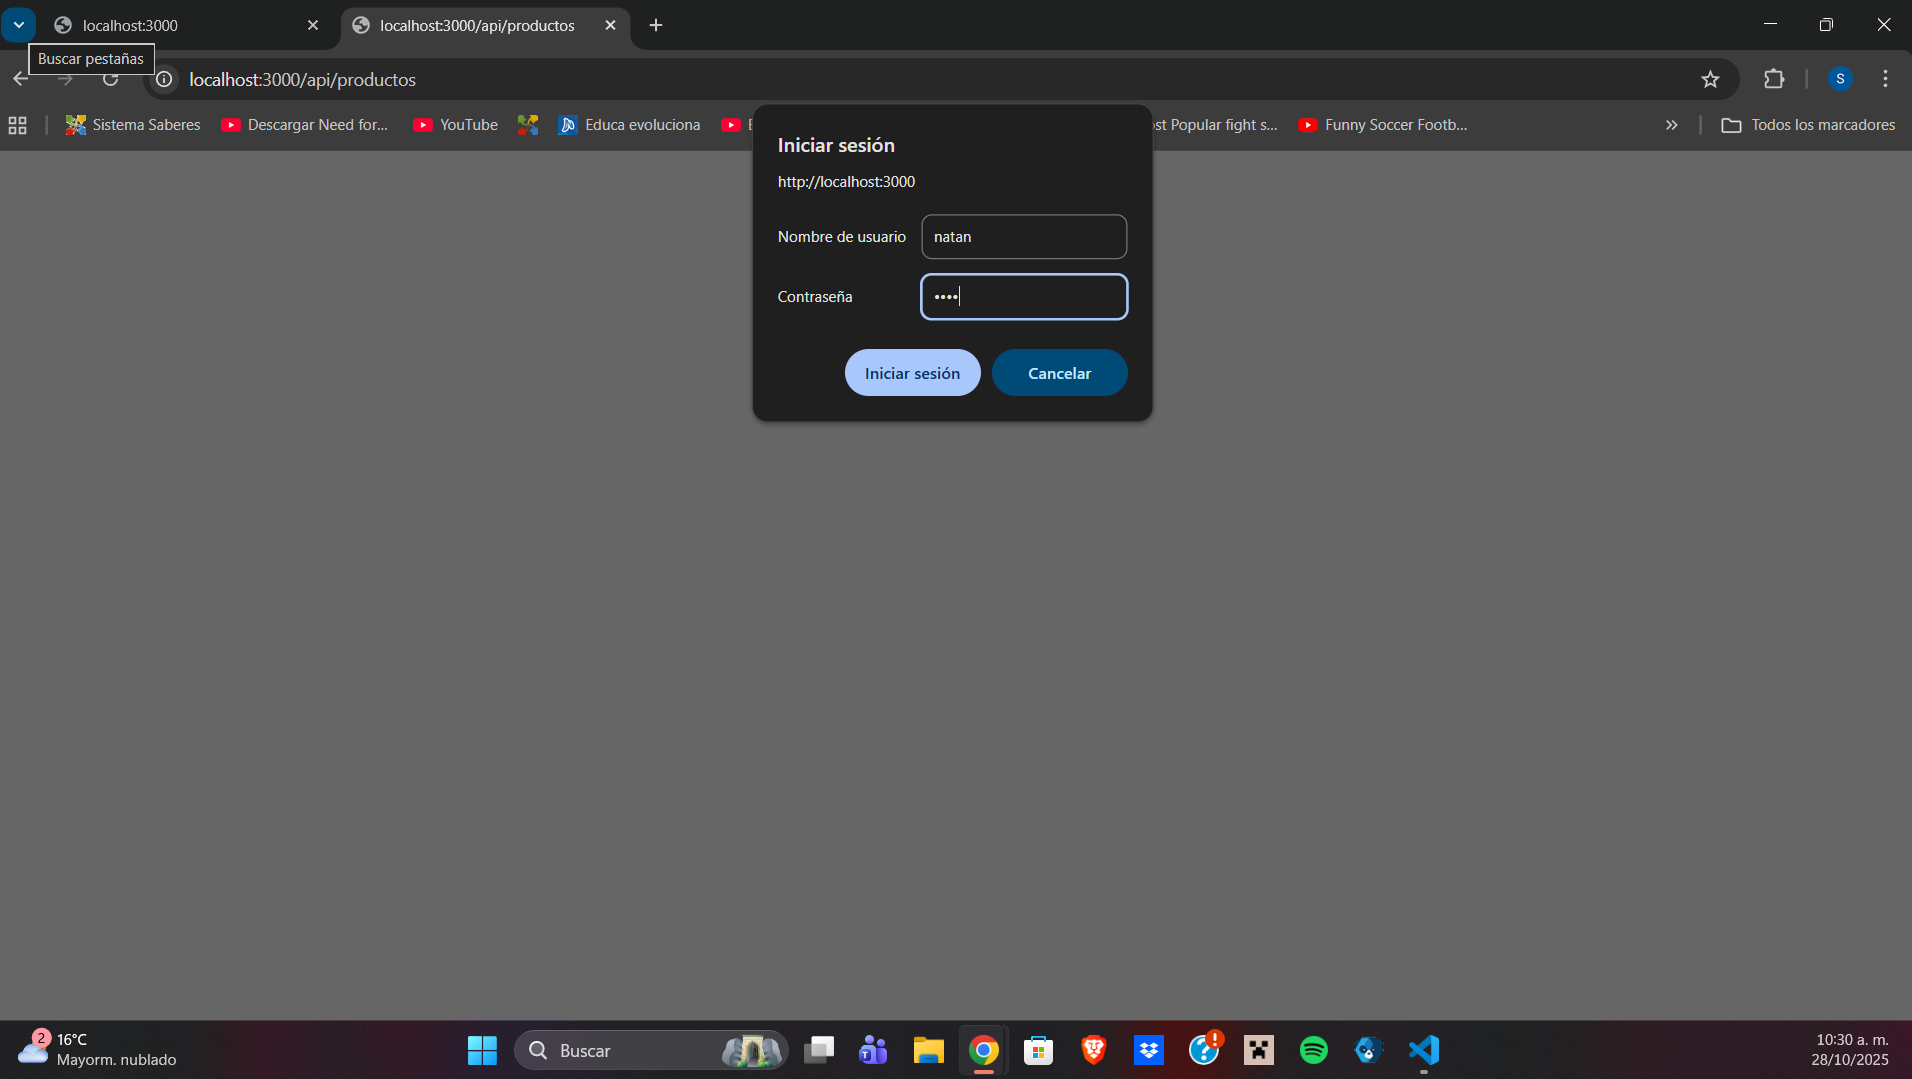 localhost:3000
localhost:3000/api/productos
Buscar pestañas
localhost:3000/api/productos
S
Sistema Saberes
Descargar Need for...
YouTube
Educa evoluciona
st Popular fight s...
Funny Soccer Footb...
Todos los marcadores
Iniciar sesión
http://localhost:3000
Nombre de usuario
natan
Contraseña
••••
Iniciar sesión
Cancelar
2
16°C
Mayorm. nublado
Buscar
10:30 a. m.
28/10/2025